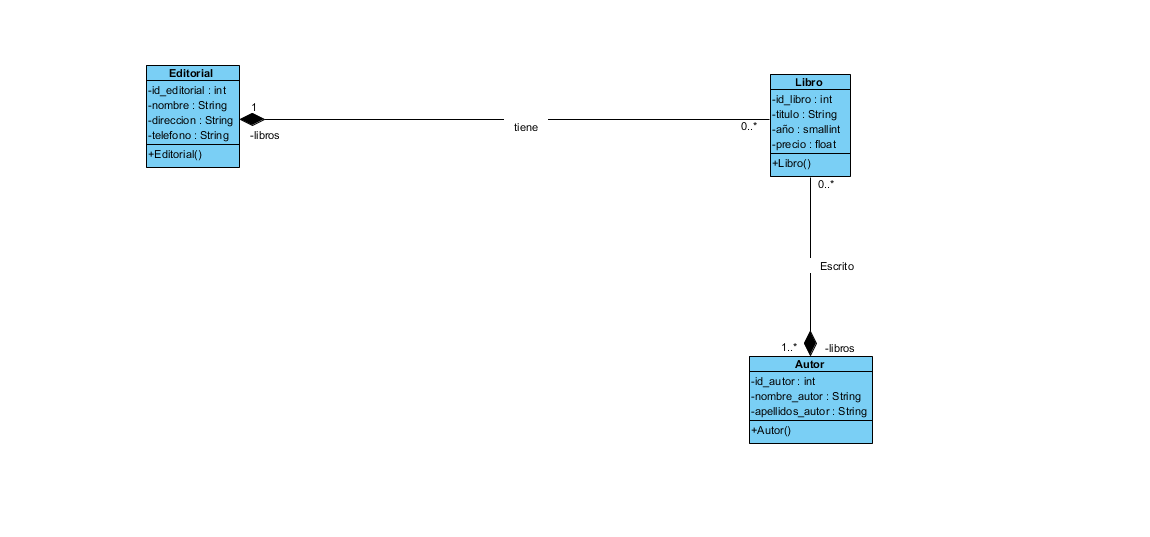 Editorial
-id_editorial : int
-nombre : String
-direccion : String
-telefono : String
+Editorial()
1
-libros
tiene
0..*
Libro
-id_libro : int
-titulo : String
-año : smallint
-precio : float
+Libro()
0..*
Escrito
1..*
-libros
Autor
-id_autor : int
-nombre_autor : String
-apellidos_autor : String
+Autor()